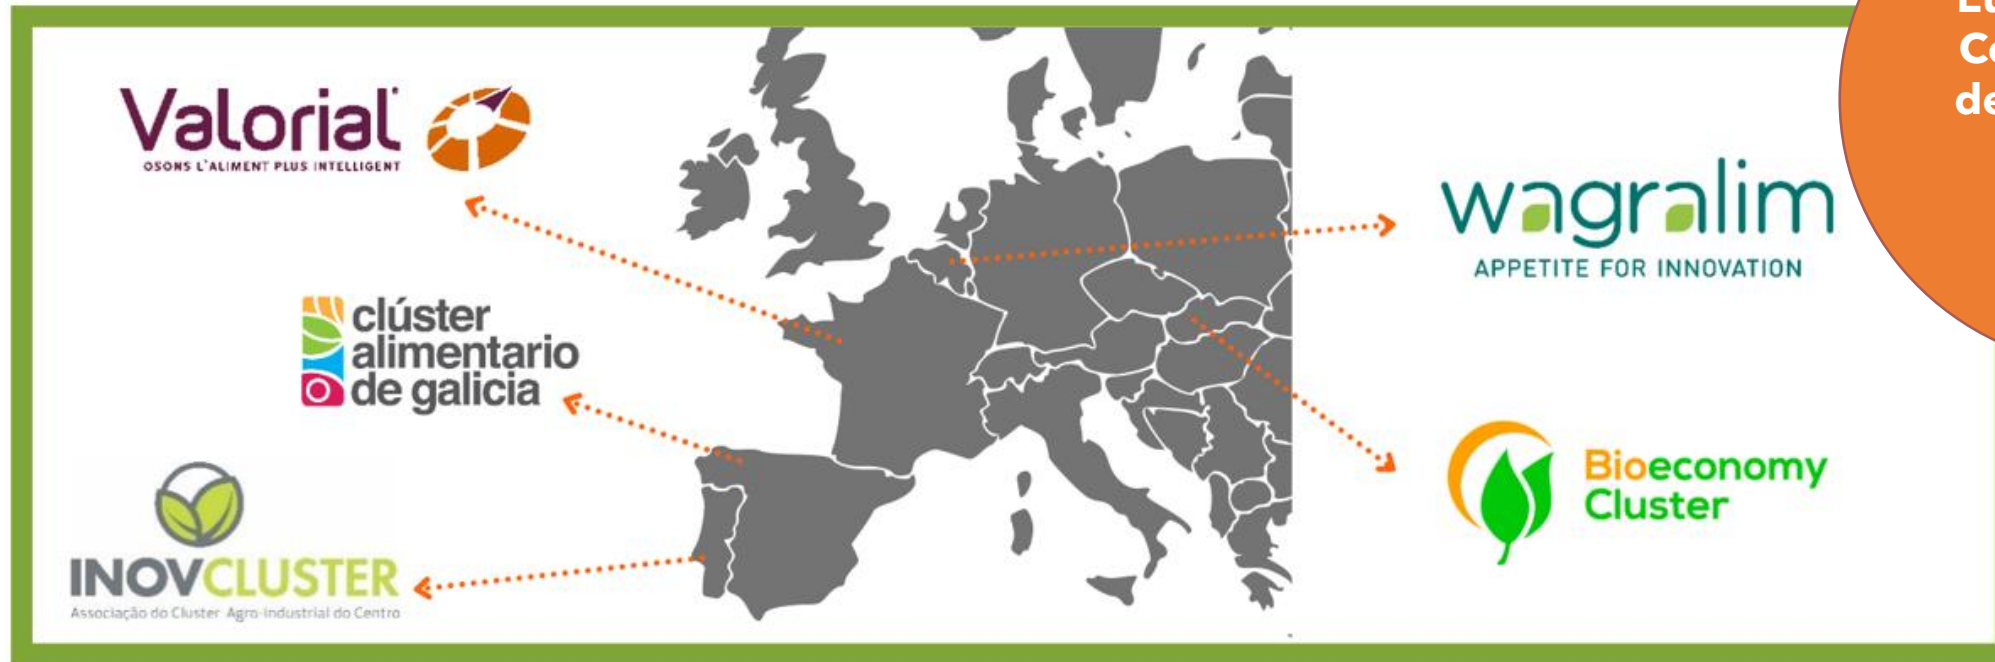 Valorial
OSONS L'ALIMENT PLUS INTELLIGENT
clúster
alimentario
de galicia
INOVCLUSTER
Associação do Cluster Agro-Industrial do Centro
wagralim
APPETITE FOR INNOVATION
Bioeconomy
Cluster